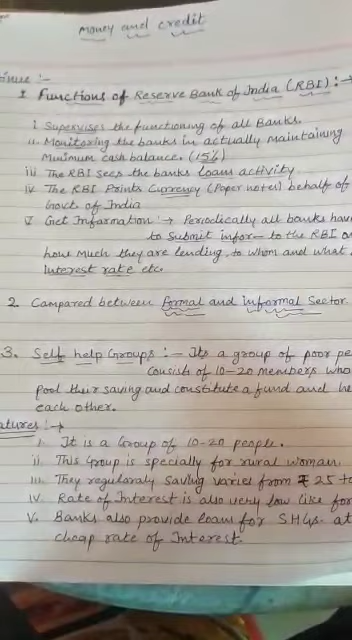 money and credit
1 Functions of Reserve Bank of India (RBI) :→
i Supervises the functioning of all Banks.
ii. Monitoring the banks in actually maintaining
Minimum cash balance. (15%)
iii The RBI sees the banks loans activity.
iv The RBI Prints Currency (Paper notes) behalf of
Govt. of India
V Get Information :→ Periodically all banks hav
to submit infor— to the RBI o
how much they are lending, to whom and what
Interest rate etc.
2. Compared between formal and informal Sector.
3. Self help Groups :— Its a group of poor pe
Consists of 10-20 members who
pool their saving and constitute a fund and he
each other.
atures :→
i. It is a Group of 10-20 people.
ii. This Group is specially for rural woman
iii. They regularaly saving varies from ₹ 25 to
iv. Rate of Interest is also very low like for
V. Banks also provide loam for SHGs. at
cheap rate of Interest.